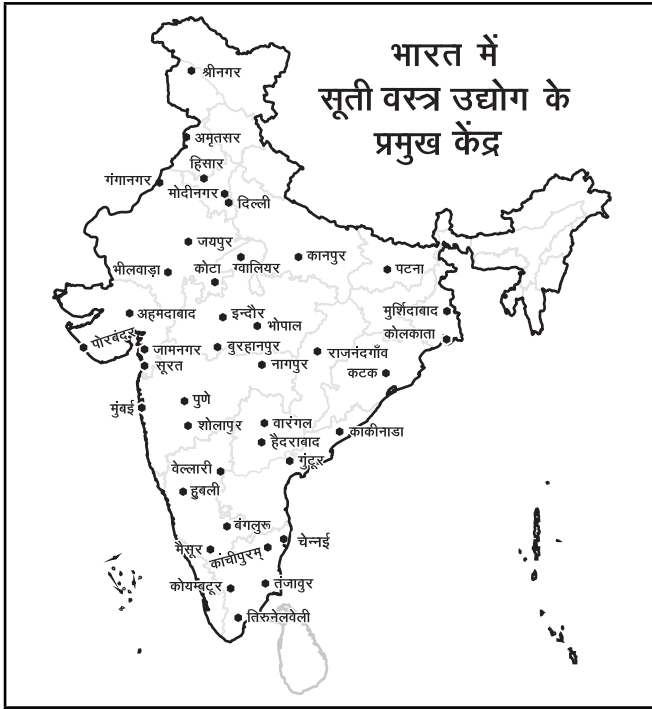 भारत में
सूती वस्त्र उद्योग के
प्रमुख केंद्र
श्रीनगर
अमृतसर
हिसार
गंगानगर
मोदीनगर
दिल्ली
जयपुर
भीलवाड़ा
कोटा
ग्वालियर
कानपुर
पटना
अहमदाबाद
इन्दौर
भोपाल
मुर्शिदाबाद
कोलकाता
पोरबंदर
जामनगर
सूरत
बुरहानपुर
नागपुर
राजनंदगाँव
कटक
मुंबई
पुणे
शोलापुर
वारंगल
हैदराबाद
काकीनाडा
गुंटूर
वेल्लारी
हुबली
बंगलुरू
मैसूर
कांचीपुरम्
चेन्नई
कोयम्बटूर
तंजावुर
तिरुनेलवेली